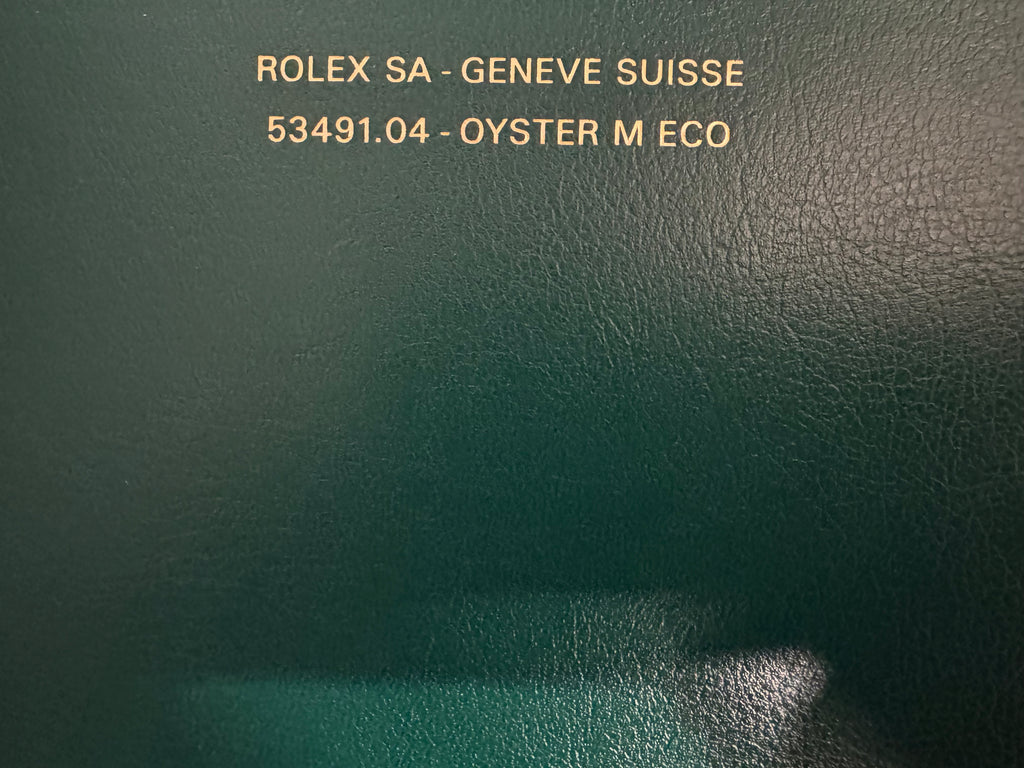 ROLEX SA - GENEVE SUISSE
53491.04 - OYSTER M ECO